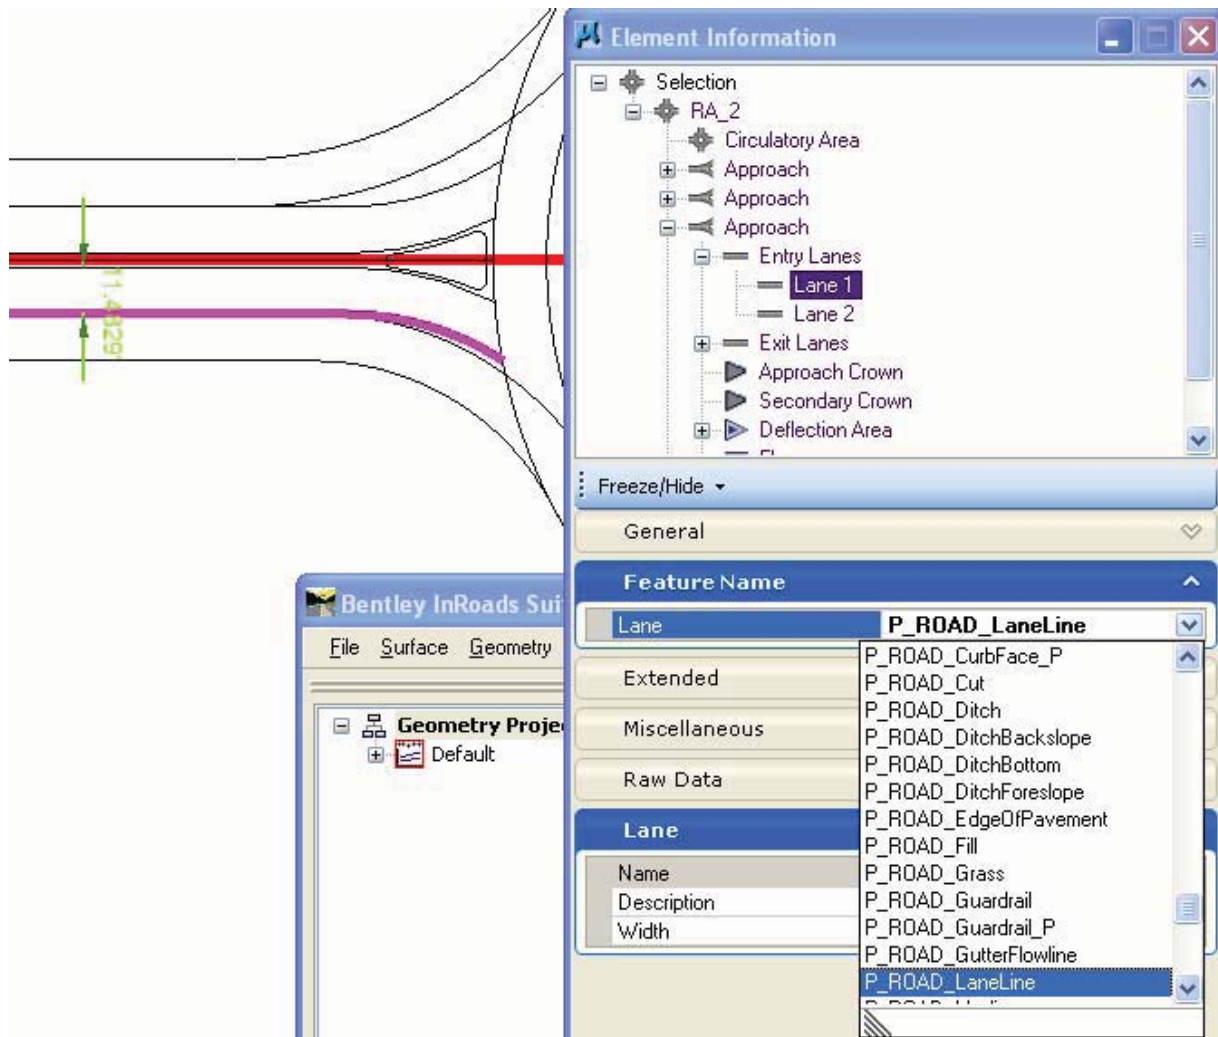 Element Information
Selection
RA_2
Circulatory Area
Approach
Approach
Approach
Entry Lanes
Lane 1
Lane 2
Exit Lanes
Approach Crown
Secondary Crown
Deflection Area
Freeze/Hide
General
Feature Name
Lane P_ROAD_LaneLine
P_ROAD_CurbFace_P
P_ROAD_Cut
P_ROAD_Ditch
P_ROAD_DitchBackslope
P_ROAD_DitchBottom
P_ROAD_DitchForeslope
P_ROAD_EdgeOfPavement
P_ROAD_Fill
P_ROAD_Grass
P_ROAD_Guardrail
P_ROAD_Guardrail_P
P_ROAD_GutterFlowline
P_ROAD_LaneLine
Extended
Miscellaneous
Raw Data
Lane
Name
Description
Width
11.4829'
Bentley InRoads Sui
File Surface Geometry
Geometry Proje
Default